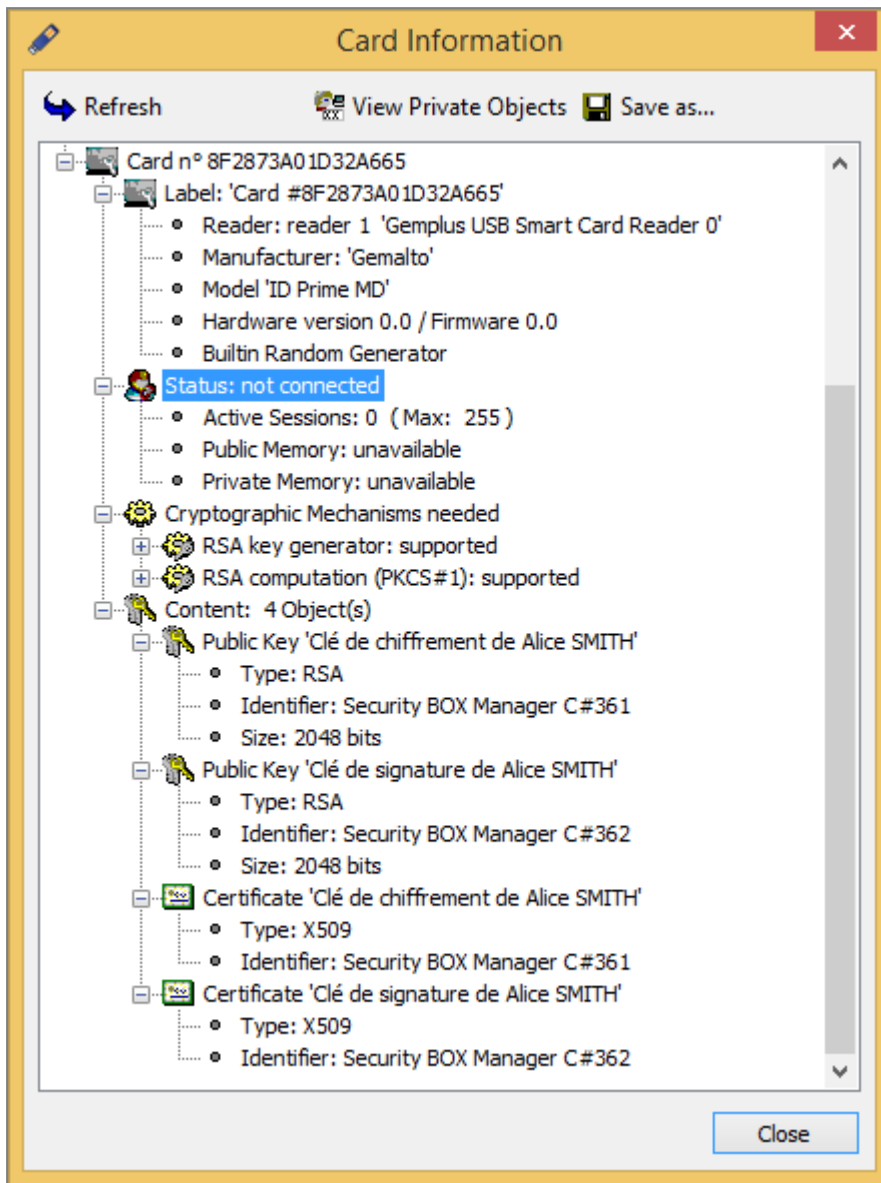 Card Information
Refresh View Private Objects Save as...
Card n° 8F2873A01D32A665
Label: 'Card #8F2873A01D32A665'
Reader: reader 1 'Gemplus USB Smart Card Reader 0'
Manufacturer: 'Gemalto'
Model 'ID Prime MD'
Hardware version 0.0 / Firmware 0.0
Builtin Random Generator
Status: not connected
Active Sessions: 0 ( Max: 255 )
Public Memory: unavailable
Private Memory: unavailable
Cryptographic Mechanisms needed
RSA key generator: supported
RSA computation (PKCS#1): supported
Content: 4 Object(s)
Public Key 'Clé de chiffrement de Alice SMITH'
Type: RSA
Identifier: Security BOX Manager C#361
Size: 2048 bits
Public Key 'Clé de signature de Alice SMITH'
Type: RSA
Identifier: Security BOX Manager C#362
Size: 2048 bits
Certificate 'Clé de chiffrement de Alice SMITH'
Type: X509
Identifier: Security BOX Manager C#361
Certificate 'Clé de signature de Alice SMITH'
Type: X509
Identifier: Security BOX Manager C#362
Close